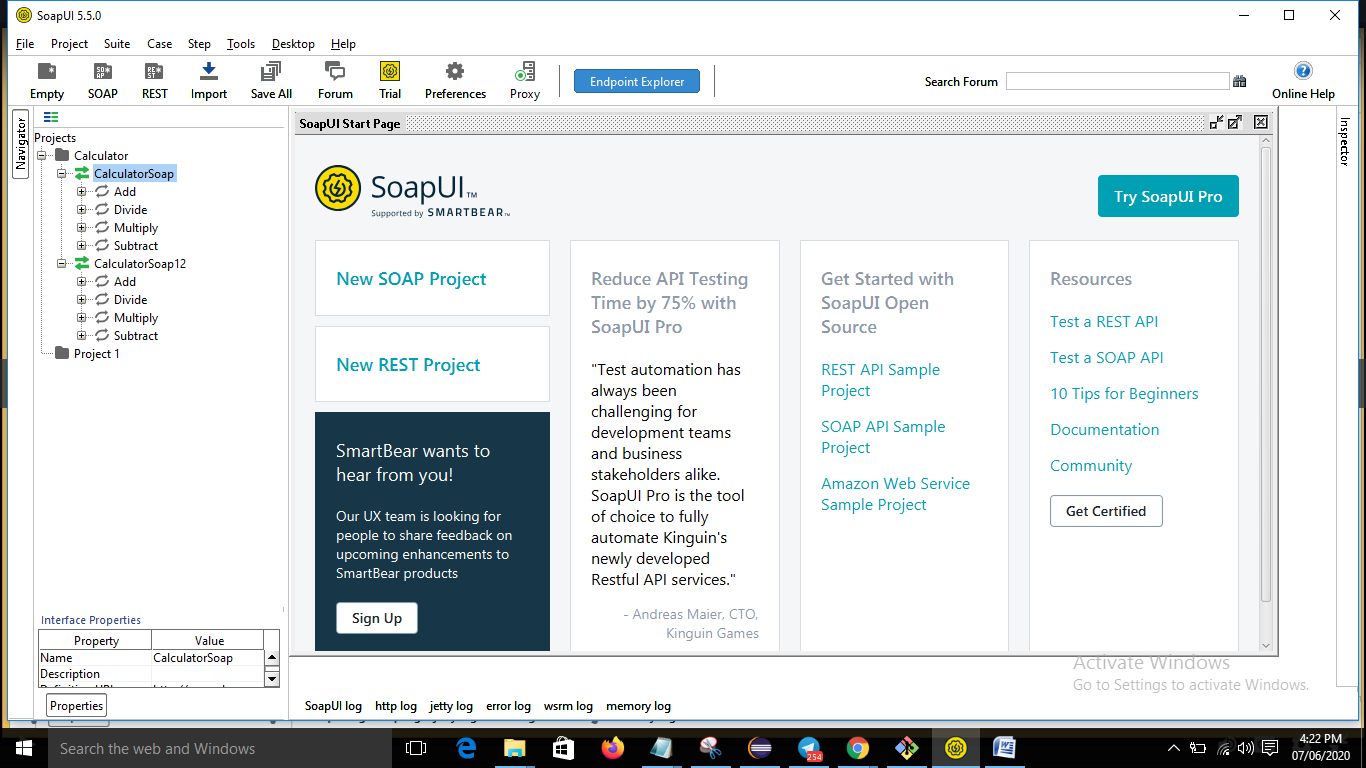 SoapUI 5.5.0
File Project Suite Case Step Tools Desktop Help
Empty SOAP REST Import Save All Forum Trial Preferences Proxy Endpoint Explorer Search Forum Online Help
Navigator
Projects
Calculator
CalculatorSoap
Add
Divide
Multiply
Subtract
CalculatorSoap12
Add
Divide
Multiply
Subtract
Project 1
Interface Properties
Property Value
Name CalculatorSoap
Description
Properties
SoapUI Start Page
SoapUI™
Supported by SMARTBEAR™
Try SoapUI Pro
New SOAP Project
New REST Project
SmartBear wants to
hear from you!
Our UX team is looking for
people to share feedback on
upcoming enhancements to
SmartBear products
Sign Up
Reduce API Testing
Time by 75% with
SoapUI Pro
"Test automation has
always been
challenging for
development teams
and business
stakeholders alike.
SoapUI Pro is the tool
of choice to fully
automate Kinguin's
newly developed
Restful API services."
- Andreas Maier, CTO,
Kinguin Games
Get Started with
SoapUI Open
Source
REST API Sample
Project
SOAP API Sample
Project
Amazon Web Service
Sample Project
Resources
Test a REST API
Test a SOAP API
10 Tips for Beginners
Documentation
Community
Get Certified
Inspector
Activate Windows
Go to Settings to activate Windows.
SoapUI log http log jetty log error log wsrm log memory log
Search the web and Windows
254
4:22 PM
07/06/2020